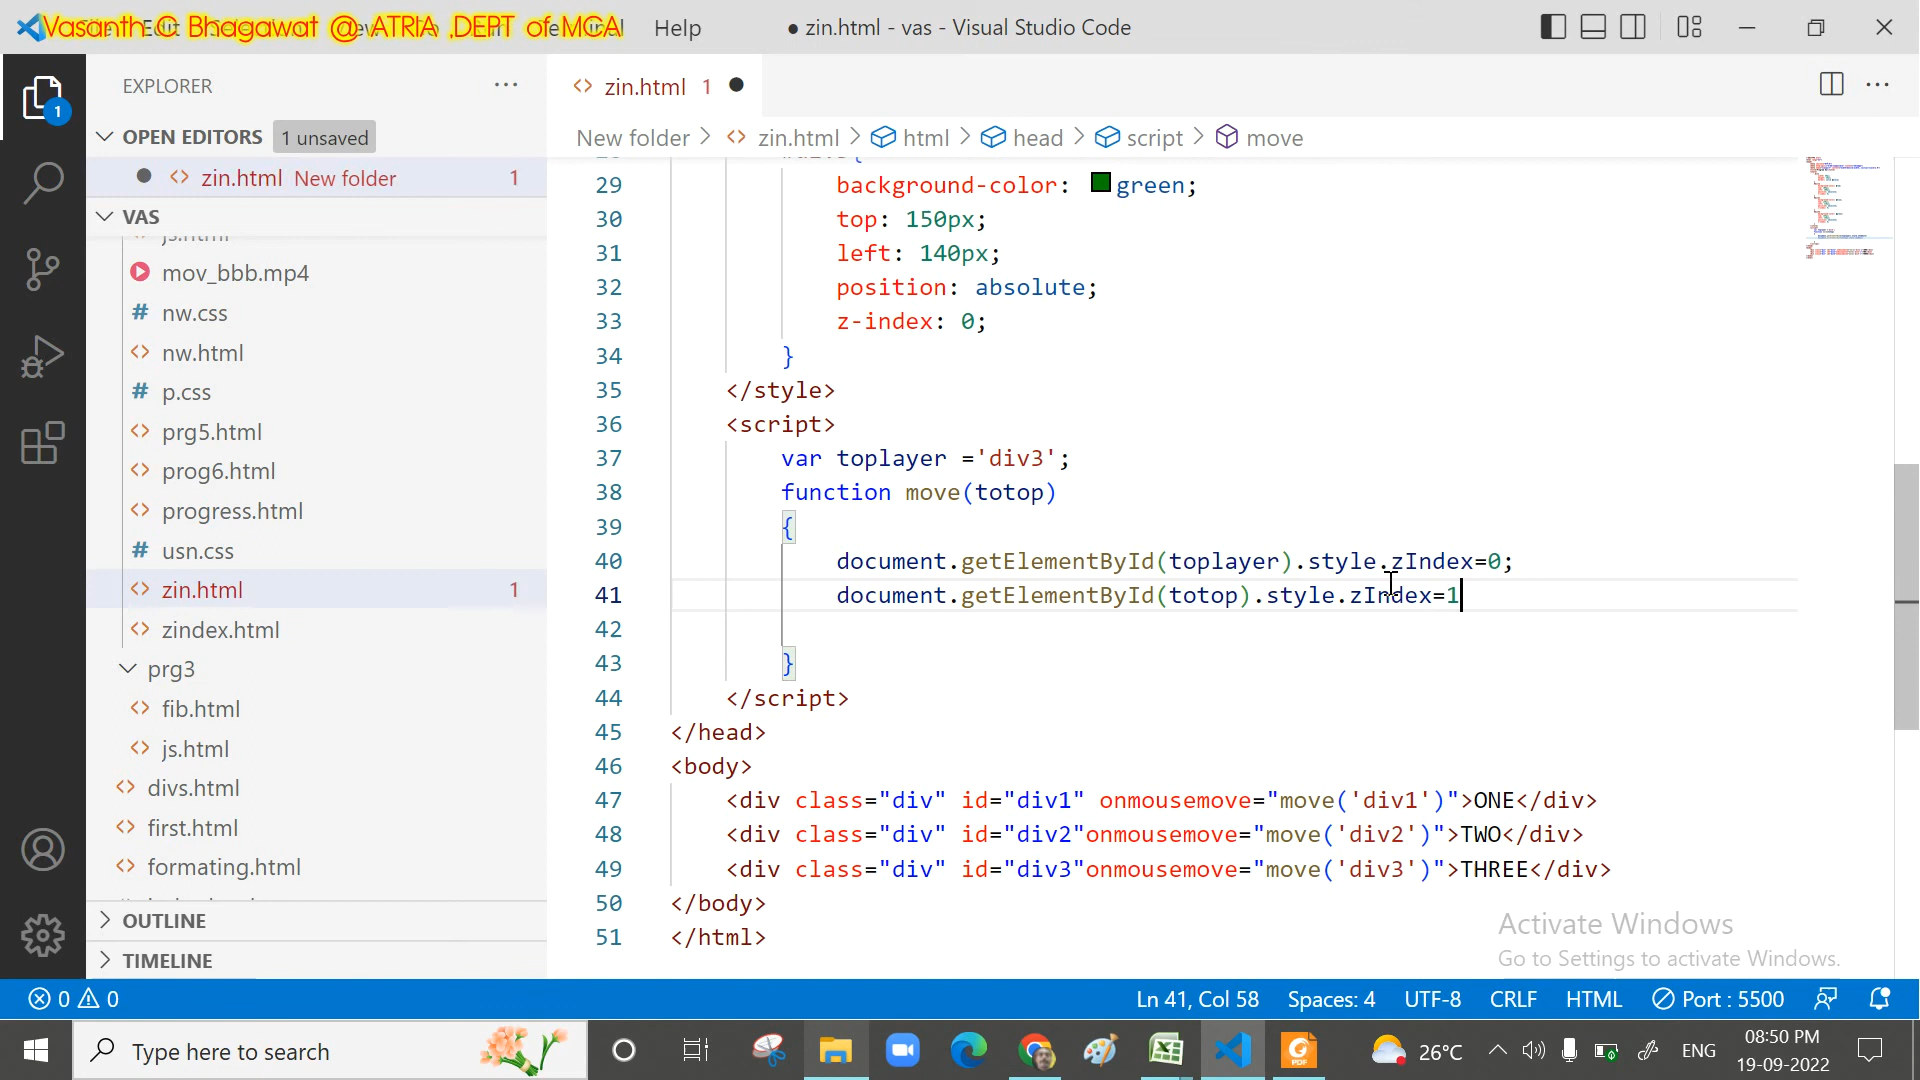 Vasanth C Bhagawat @ ATRIA ,DEPT of MCA
Help
● zin.html - vas - Visual Studio Code
EXPLORER
OPEN EDITORS 1 unsaved
zin.html New folder 1
VAS
js.html
mov_bbb.mp4
nw.css
nw.html
p.css
prg5.html
prog6.html
progress.html
usn.css
zin.html 1
zindex.html
prg3
fib.html
js.html
divs.html
first.html
formating.html
OUTLINE
TIMELINE
1
zin.html 1
New folder > zin.html > html > head > script > move
29 background-color: green;
30 top: 150px;
31 left: 140px;
32 position: absolute;
33 z-index: 0;
34 }
35 </style>
36 <script>
37 var toplayer ='div3';
38 function move(totop)
39 {
40 document.getElementById(toplayer).style.zIndex=0;
41 document.getElementById(totop).style.zIndex=1
42
43 }
44 </script>
45 </head>
46 <body>
47 <div class="div" id="div1" onmousemove="move('div1')">ONE</div>
48 <div class="div" id="div2"onmousemove="move('div2')">TWO</div>
49 <div class="div" id="div3"onmousemove="move('div3')">THREE</div>
50 </body>
51 </html>
Activate Windows
Go to Settings to activate Windows.
0 0
Ln 41, Col 58 Spaces: 4 UTF-8 CRLF HTML Port : 5500
Type here to search
PDF
26°C
ENG
08:50 PM
19-09-2022